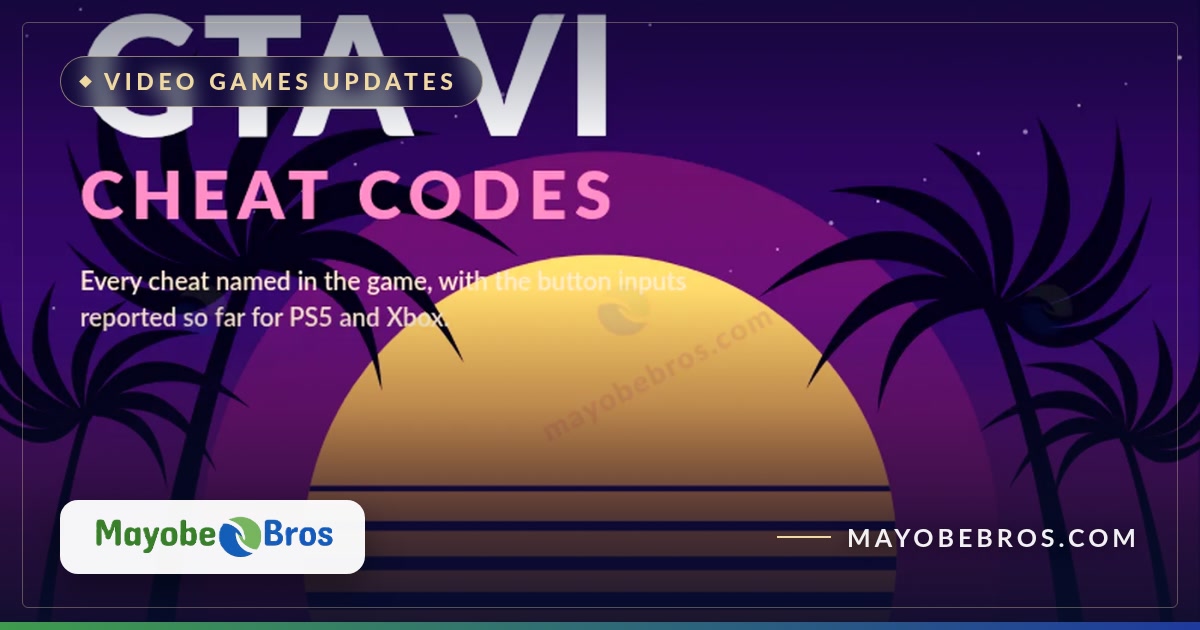 GTA VI
VIDEO GAMES UPDATES
CHEAT CODES
Every cheat named in the game, with the button inputs
reported so far for PS5 and Xbox.
mayobebros.com
Mayobe Bros
MAYOBEBROS.COM